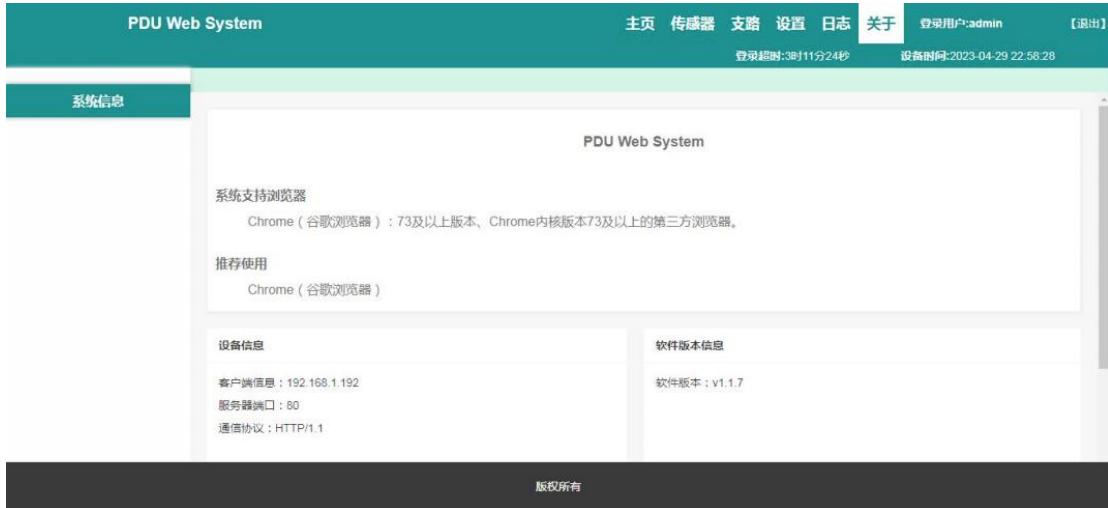 PDU Web System
主页 传感器 支路 设置 日志 关于 登录用户:admin 【退出】
登录超时:3时11分24秒 设备时间:2023-04-29 22:58:28
系统信息
PDU Web System
系统支持浏览器
Chrome（谷歌浏览器）：73及以上版本、Chrome内核版本73及以上的第三方浏览器。
推荐使用
Chrome（谷歌浏览器）
设备信息
客户端信息：192.168.1.192
服务器端口：80
通信协议：HTTP/1.1
软件版本信息
软件版本：v1.1.7
版权所有